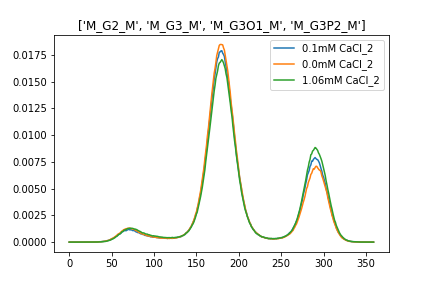 ['M_G2_M', 'M_G3_M', 'M_G3O1_M', 'M_G3P2_M']
0.1mM CaCl_2
0.0mM CaCl_2
1.06mM CaCl_2
0.0175
0.0150
0.0125
0.0100
0.0075
0.0050
0.0025
0.0000
0 50 100 150 200 250 300 350